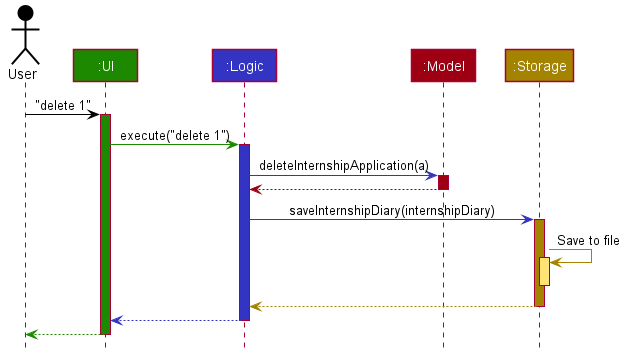 :UI
:Logic
:Model
:Storage
User
"delete 1"
execute("delete 1")
deleteInternshipApplication(a)
saveInternshipDiary(internshipDiary)
Save to file